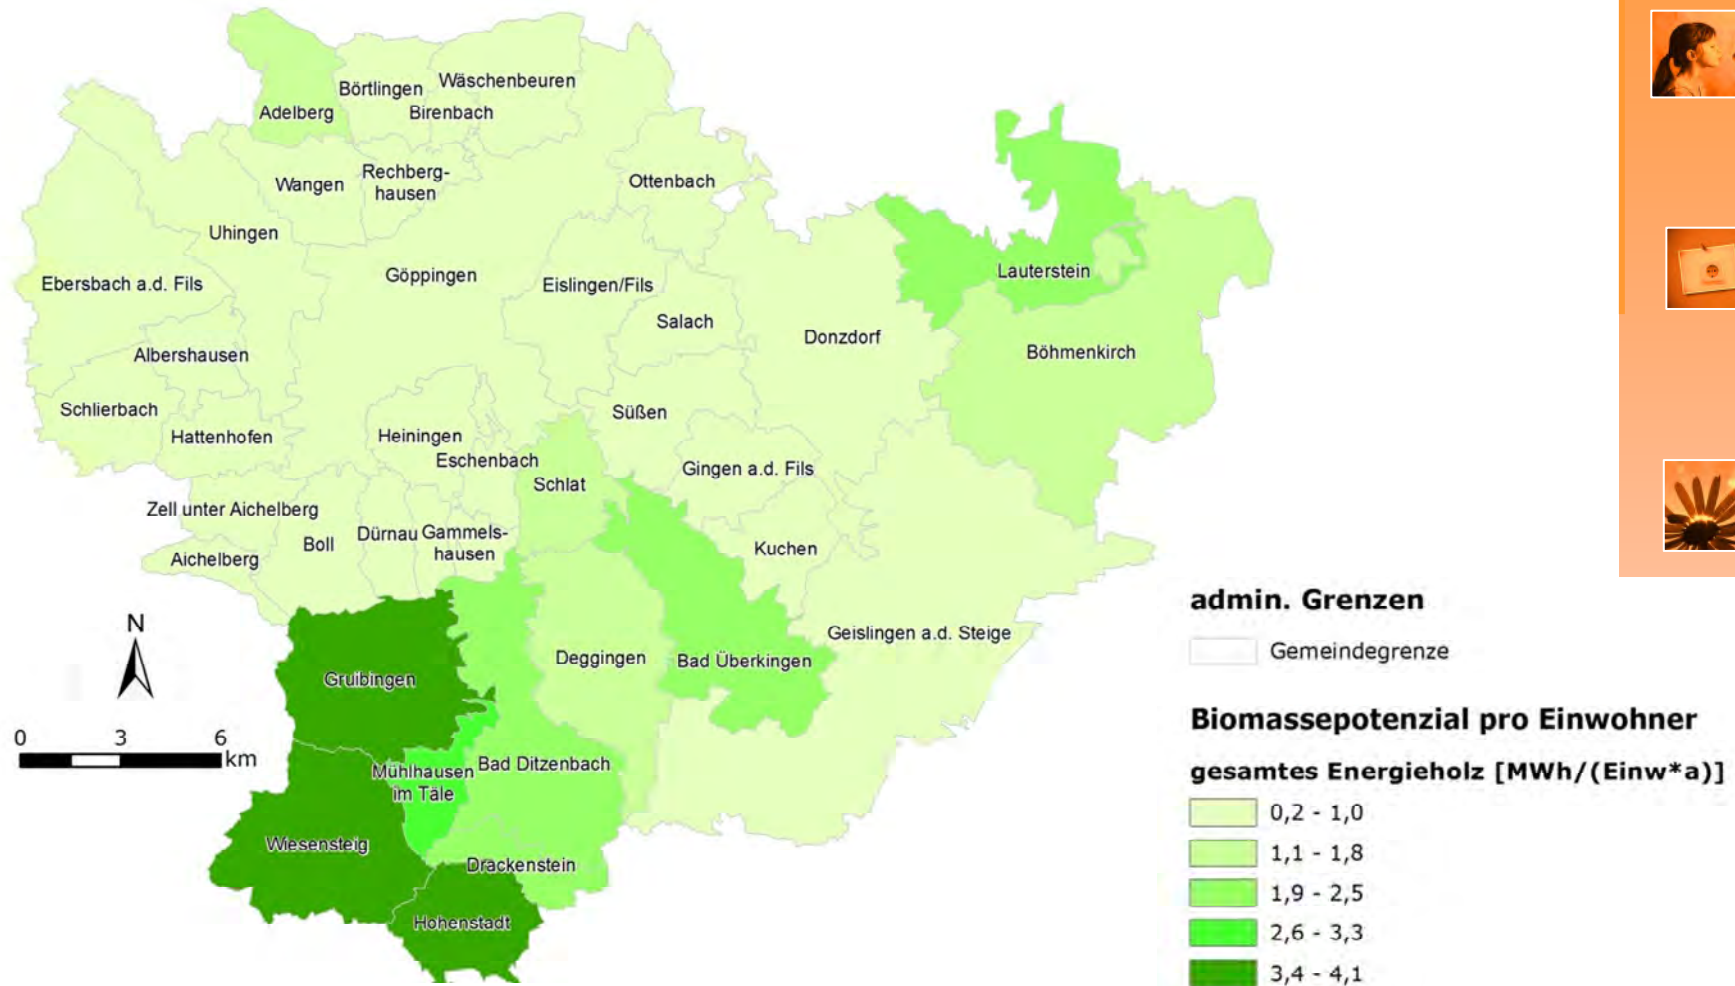 Wäschenbeuren
Börtlingen
Adelberg
Birenbach
Rechberg-
hausen
Wangen
Ottenbach
Uhingen
Lauterstein
Göppingen
Ebersbach a.d. Fils
Eislingen/Fils
Salach
Donzdorf
Albershausen
Böhmenkirch
Schlierbach
Süßen
Hattenhofen
Heiningen
Eschenbach
Gingen a.d. Fils
Schlat
Zell unter Aichelberg
Dürnau
Gammels-
hausen
Boll
Kuchen
Aichelberg
N
Geislingen a.d. Steige
Deggingen
Bad Überkingen
Gruibingen
0 3 6
km
Mühlhausen
im Täle
Bad Ditzenbach
Wiesensteig
Drackenstein
Hohenstadt
admin. Grenzen
Gemeindegrenze
Biomassepotenzial pro Einwohner
gesamtes Energieholz [MWh/(Einw*a)]
0,2 - 1,0
1,1 - 1,8
1,9 - 2,5
2,6 - 3,3
3,4 - 4,1